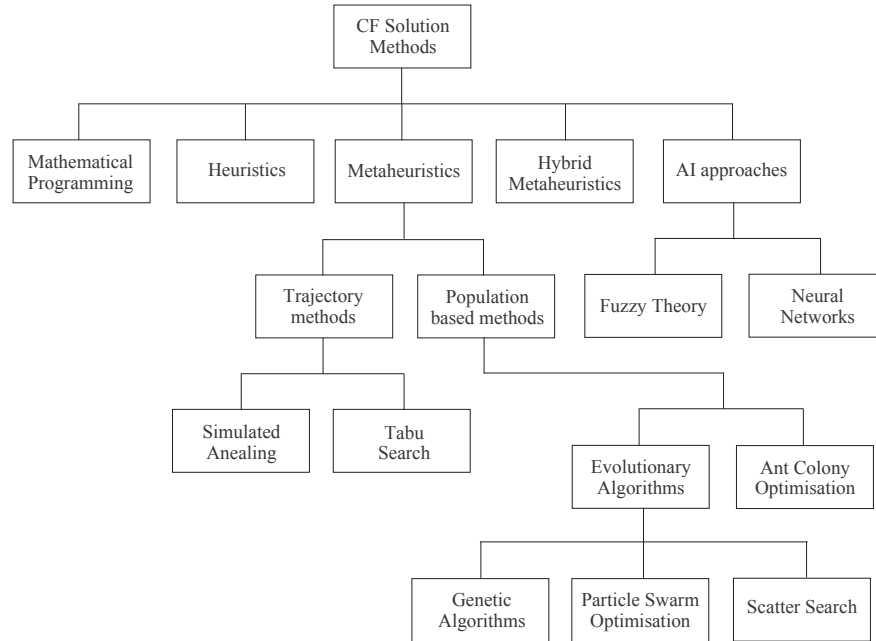 CF Solution
Methods
Mathematical
Programming
Heuristics
Metaheuristics
Hybrid
Metaheuristics
AI approaches
Trajectory
methods
Population
based methods
Fuzzy Theory
Neural
Networks
Simulated
Anealing
Tabu
Search
Evolutionary
Algorithms
Ant Colony
Optimisation
Genetic
Algorithms
Particle Swarm
Optimisation
Scatter Search